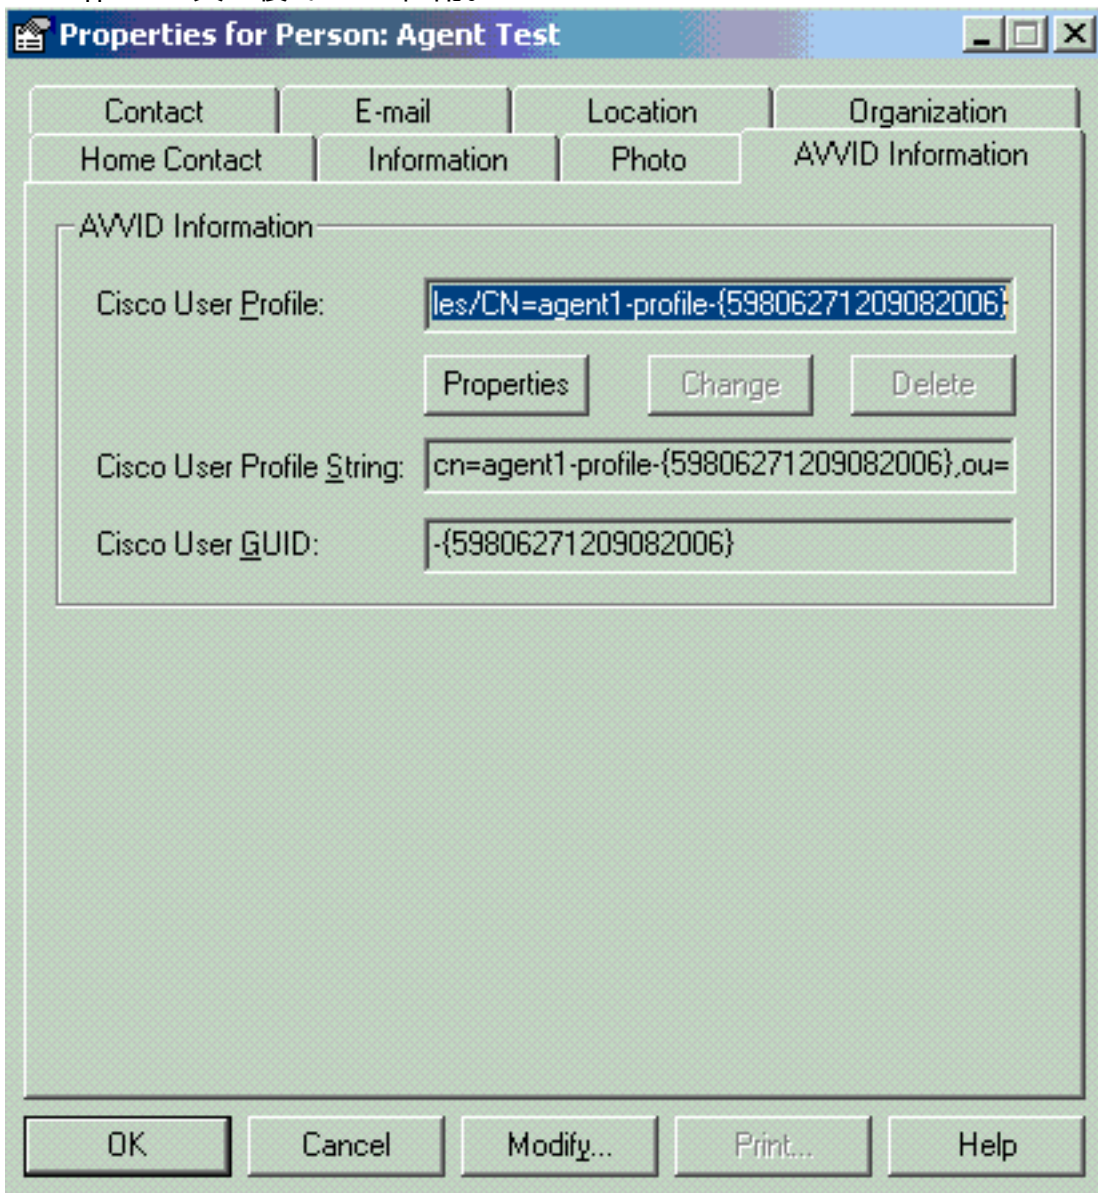 Properties for Person: Agent Test
Contact E-mail Location Organization
Home Contact Information Photo AVVID Information
AVVID Information
Cisco User Profile: les/CN=agent1-profile-{59806271209082006}
Properties Change Delete
Cisco User Profile String: cn=agent1-profile-{59806271209082006},ou=
Cisco User GUID: -{59806271209082006}
OK Cancel Modify... Print... Help